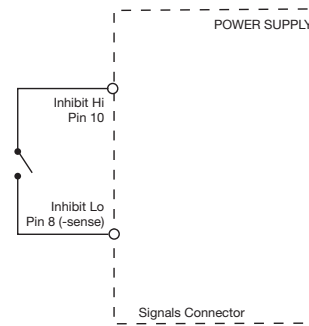 POWER SUPPLY
Inhibit Hi
Pin 10
Inhibit Lo
Pin 8 (-sense)
Signals Connector